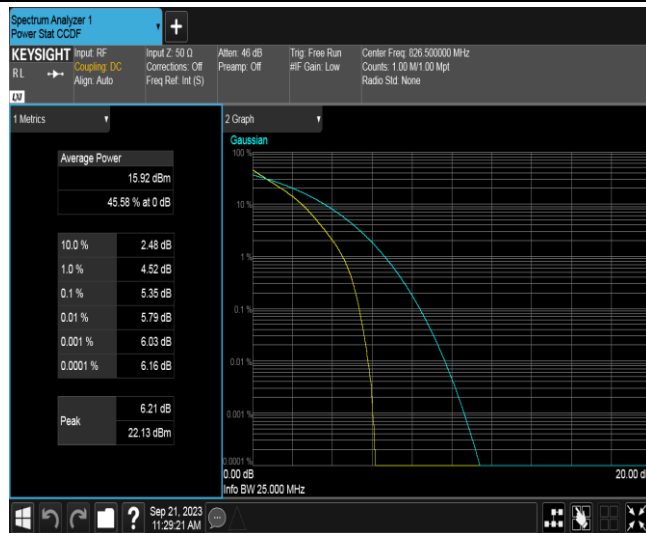 Spectrum Analyzer 1
Power Stat CCDF
+
KEYSIGHT
RL
LXI
Input: RF
Coupling: DC
Align: Auto
Input Z: 50 Ω
Corrections: Off
Freq Ref: Int (S)
Atten: 46 dB
Preamp: Off
Trig: Free Run
#IF Gain: Low
Center Freq: 826.500000 MHz
Counts: 1.00 M/1.00 Mpt
Radio Std: None
1 Metrics
Average Power
15.92 dBm
45.58 % at 0 dB
10.0 % 2.48 dB
1.0 % 4.52 dB
0.1 % 5.35 dB
0.01 % 5.79 dB
0.001 % 6.03 dB
0.0001 % 6.16 dB
Peak
6.21 dB
22.13 dBm
2 Graph
Gaussian
100 %
10 %
1 %
0.1 %
0.01 %
0.001 %
0.0001 %
0.00 dB
20.00 d
Info BW 25.000 MHz
?
Sep 21, 2023
11:29:21 AM